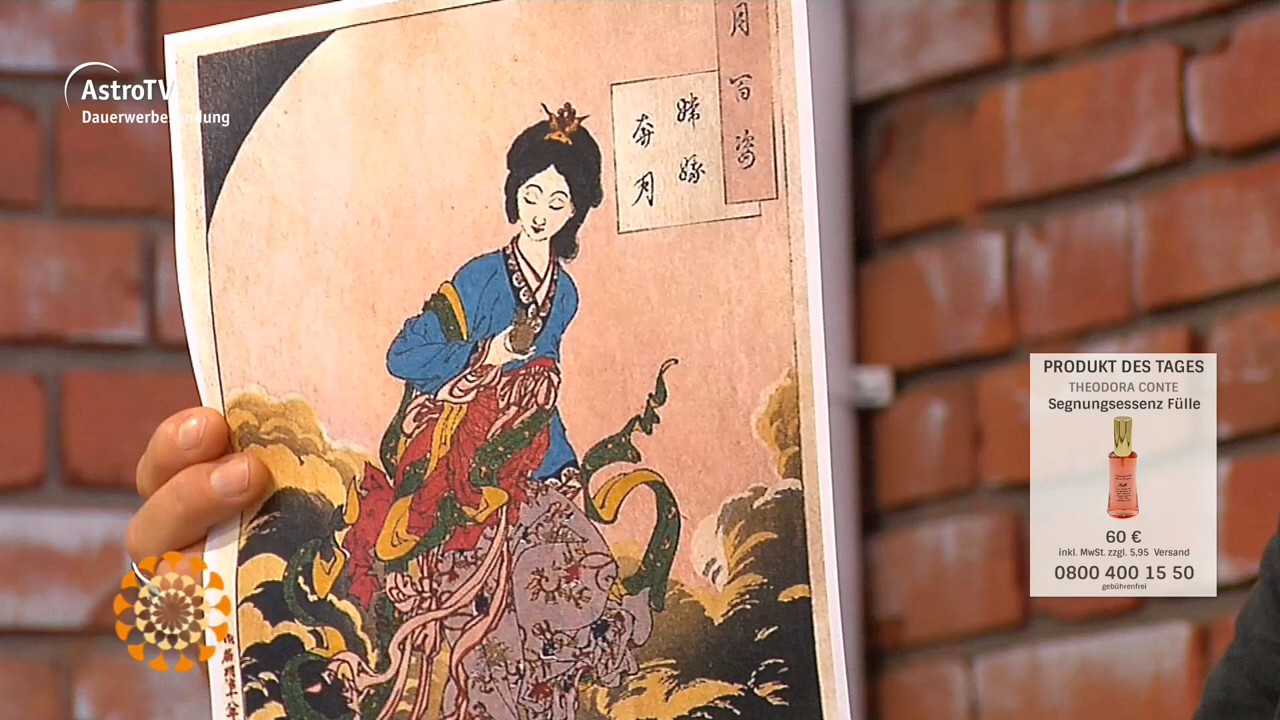 AstroTV
Dauerwerbesendung
月百姿
嫦娥
奔月
PRODUKT DES TAGES
THEODORA CONTE
Segnungsessenz Fülle
60 €
inkl. MwSt. zzgl. 5,95 Versand
0800 400 15 50
gebührenfrei